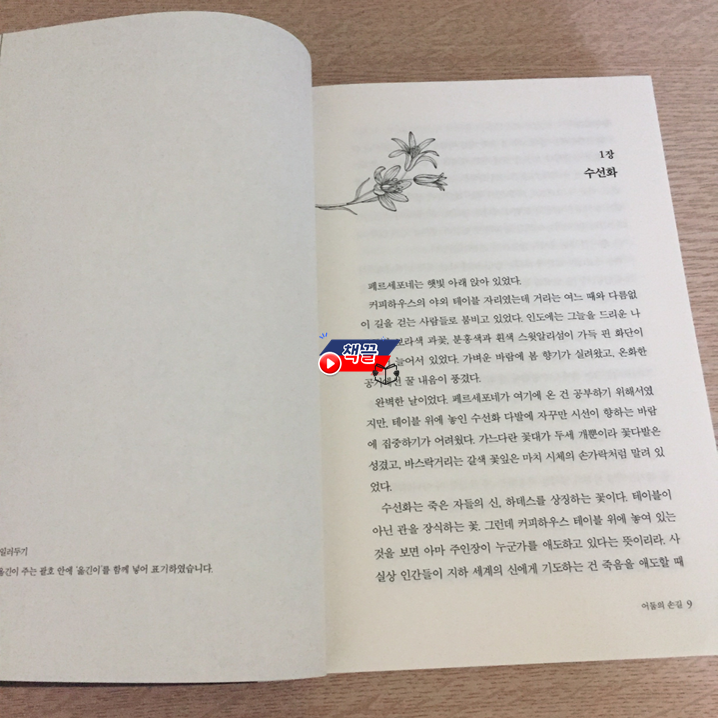 일러두기
옮긴이 주는 괄호 안에 '옮긴이'를 함께 넣어 표기하였습니다.
1장
수선화
페르세포네는 햇빛 아래 앉아 있었다.
커피하우스의 야외 테이블 자리였는데 거리는 여느 때와 다름없
이 길을 걷는 사람들로 붐비고 있었다. 인도에는 그늘을 드리운 나
보라색 과꽃, 분홍색과 흰색 스윗알리섬이 가득 핀 화단이
늘어서 있었다. 가벼운 바람에 봄 향기가 실려왔고, 온화한
꿀 내음이 풍겼다.
완벽한 날이었다. 페르세포네가 여기에 온 건 공부하기 위해서였
지만, 테이블 위에 놓인 수선화 다발에 자꾸만 시선이 향하는 바람
에 집중하기가 어려웠다. 가느다란 꽃대가 두세 개뿐이라 꽃다발은
성겼고, 바스락거리는 갈색 꽃잎은 마치 시체의 손가락처럼 말려 있
었다.
수선화는 죽은 자들의 신, 하데스를 상징하는 꽃이다. 테이블이
아닌 관을 장식하는 꽃. 그런데 커피하우스 테이블 위에 놓여 있는
것을 보면 아마 주인장이 누군가를 애도하고 있다는 뜻이리라. 사
실상 인간들이 지하 세계의 신에게 기도하는 건 죽음을 애도할 때
어둠의 손길 9
책끌